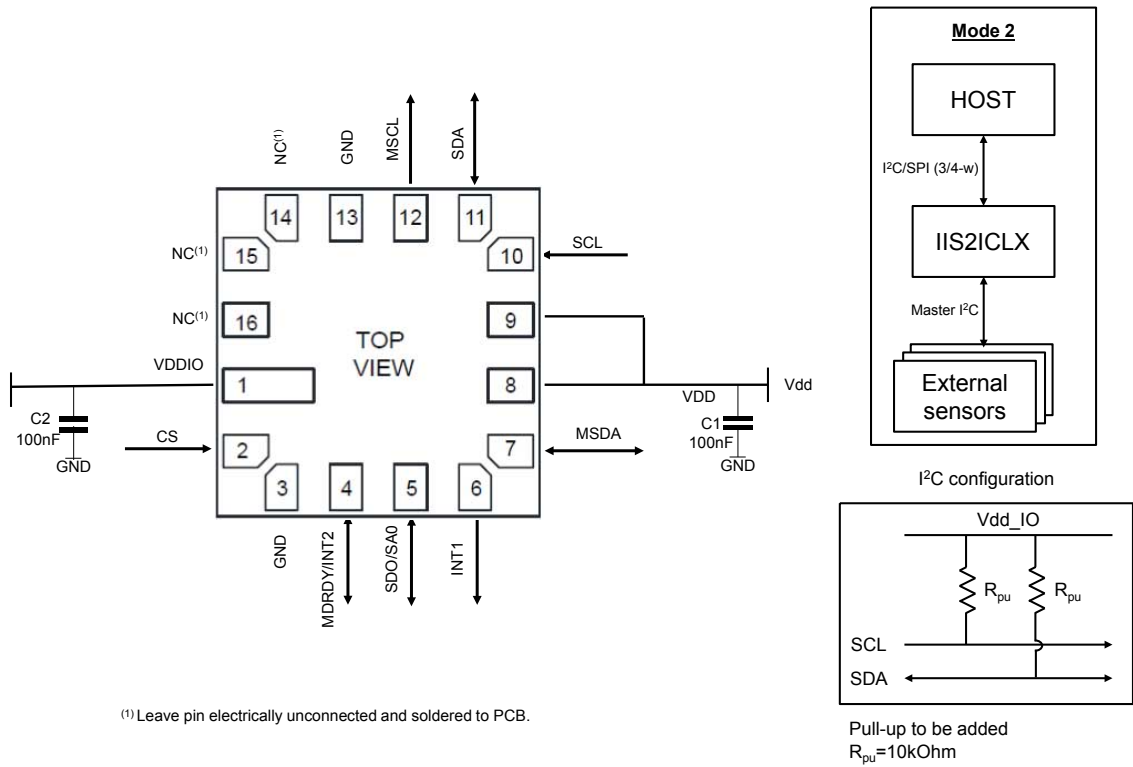 NC(1)
GND
MSCL
SDA
14
13
12
11
NC(1)
15
10
SCL
NC(1)
16
9
TOP
VIEW
VDDIO
1
8
VDD
Vdd
C2
100nF
GND
C1
100nF
GND
CS
2
7
MSDA
3
4
5
6
GND
MDRDY/INT2
SDO/SA0
INT1
(1) Leave pin electrically unconnected and soldered to PCB.
Mode 2
HOST
I²C/SPI (3/4-w)
IIS2ICLX
Master I²C
External
sensors
I²C configuration
Vdd_IO
Rpu
Rpu
SCL
SDA
Pull-up to be added
Rpu=10kOhm